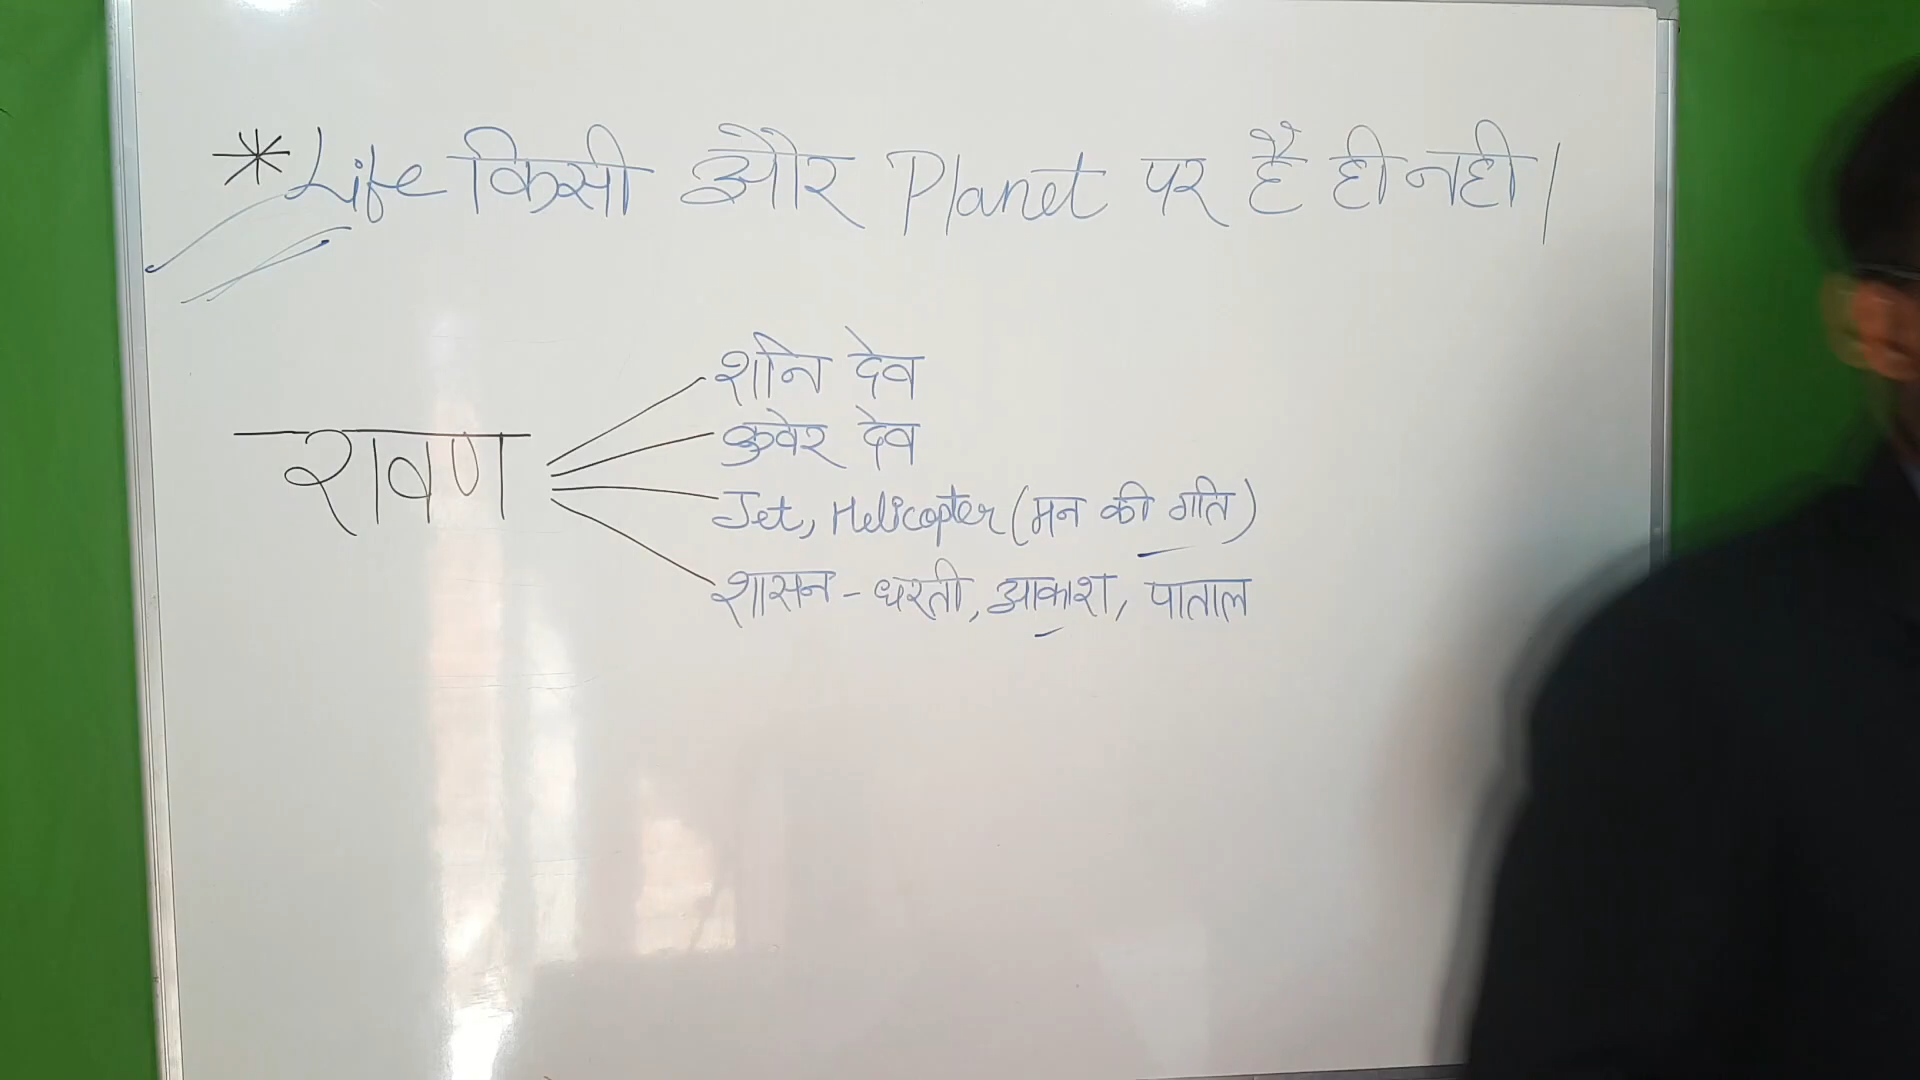 * Life किसी और Planet पर है ही नही।
रावण
शनि देव
कुवेर देव
Jet, Helicopter (मन की गति)
शासन - धरती, आकाश, पाताल